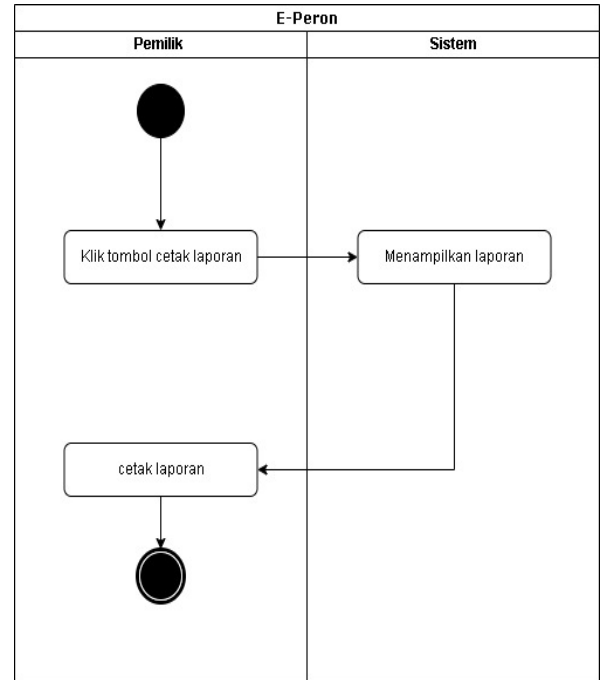 E-Peron
Pemilik
Sistem
Klik tombol cetak laporan
Menampilkan laporan
cetak laporan